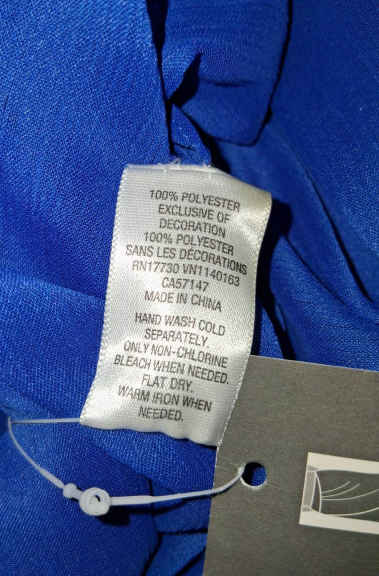 100% POLYESTER
EXCLUSIVE OF
DECORATION
100% POLYESTER
SANS LES DÉCORATIONS
RN17730 VN1140163
CA57147
MADE IN CHINA
HAND WASH COLD
SEPARATELY.
ONLY NON-CHLORINE
BLEACH WHEN NEEDED.
FLAT DRY.
WARM IRON WHEN
NEEDED.